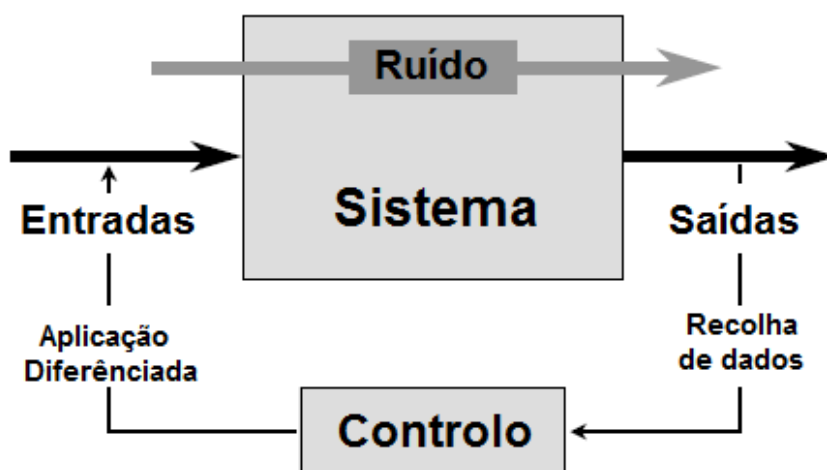 Ruído
Sistema
Entradas
Saídas
Aplicação
Diferênciada
Recolha
de dados
Controlo